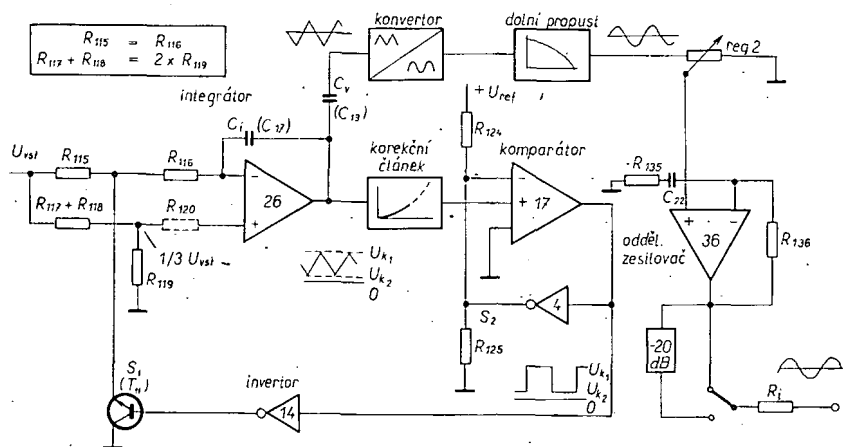 R115 = R116
R117 + R118 = 2 x R119
konvertor
dolní propust
reg 2
integrátor
Cv
(C13)
+ Uref
R124
Ci (C17)
korekční
článek
komparátor
Uvst
R115
R116
R135
C22
- 26 +
- + 17
+ - 36
R117 + R118
R120
odděl.
zesilovač
R136
1/3 Uvst
R119
Uk1
Uk2
0
S2
4
R125
-20
dB
S1
(T11)
invertor
14
Uk1
Uk2
0
Ri